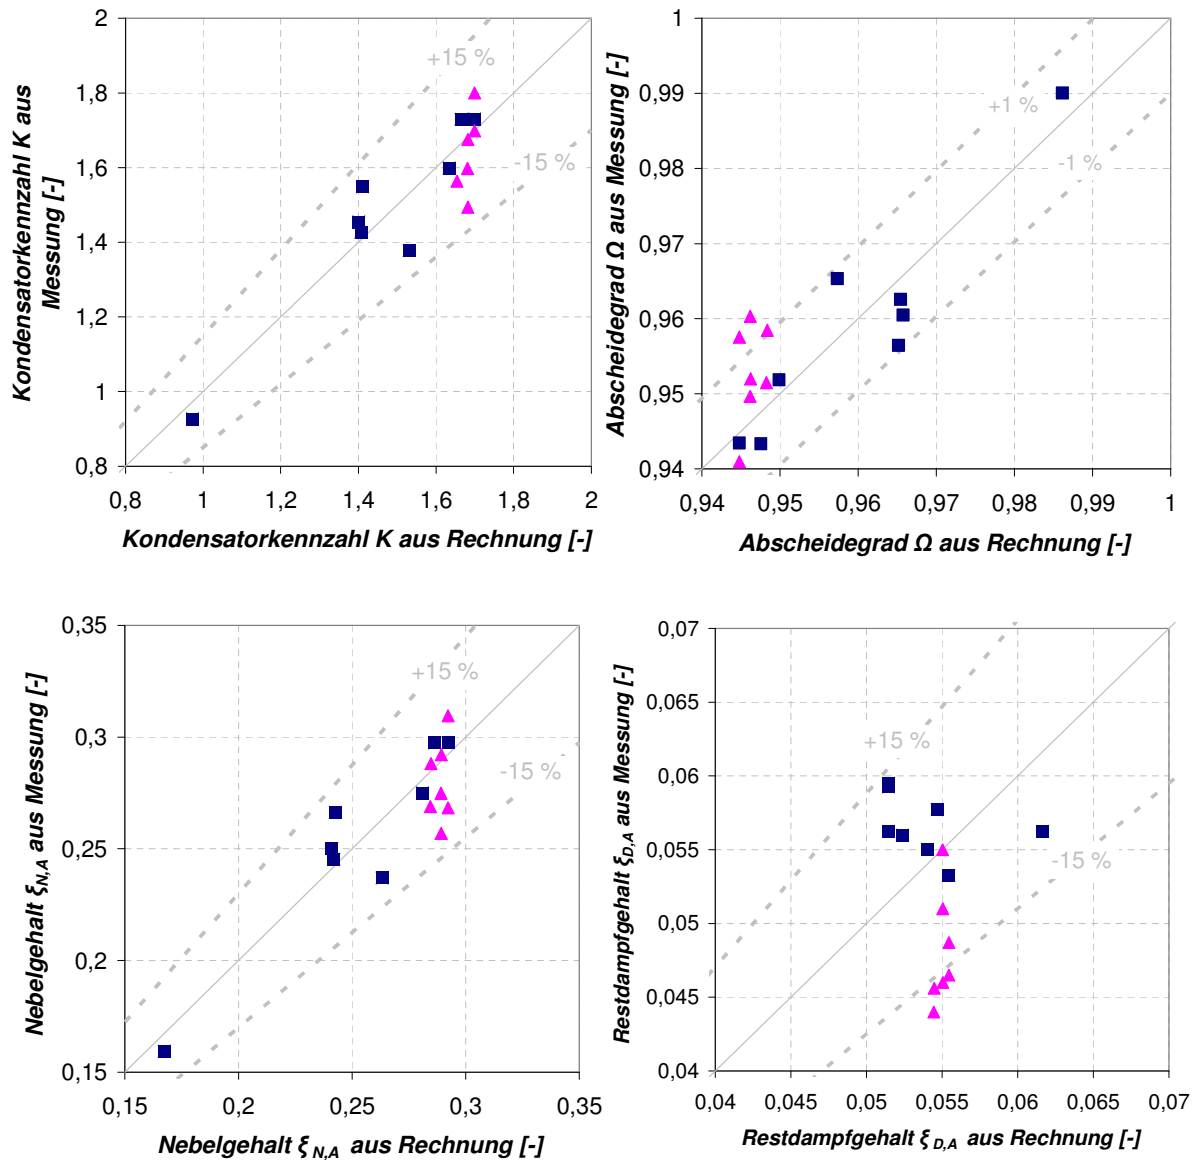 Kondensatorkennzahl K aus
Messung [-]
2
1,8
1,6
1,4
1,2
1
0,8
+15 %
-15 %
0,8 1 1,2 1,4 1,6 1,8 2
Kondensatorkennzahl K aus Rechnung [-]
Abscheidegrad Ω aus Messung [-]
1
0,99
0,98
0,97
0,96
0,95
0,94
+1 %
-1 %
0,94 0,95 0,96 0,97 0,98 0,99 1
Abscheidegrad Ω aus Rechnung [-]
Nebelgehalt ξN,A aus Messung [-]
0,35
0,3
0,25
0,2
0,15
+15 %
-15 %
0,15 0,2 0,25 0,3 0,35
Nebelgehalt ξN,A aus Rechnung [-]
Restdampfgehalt ξD,A aus Messung [-]
0,07
0,065
0,06
0,055
0,05
0,045
0,04
+15 %
-15 %
0,04 0,045 0,05 0,055 0,06 0,065 0,07
Restdampfgehalt ξD,A aus Rechnung [-]